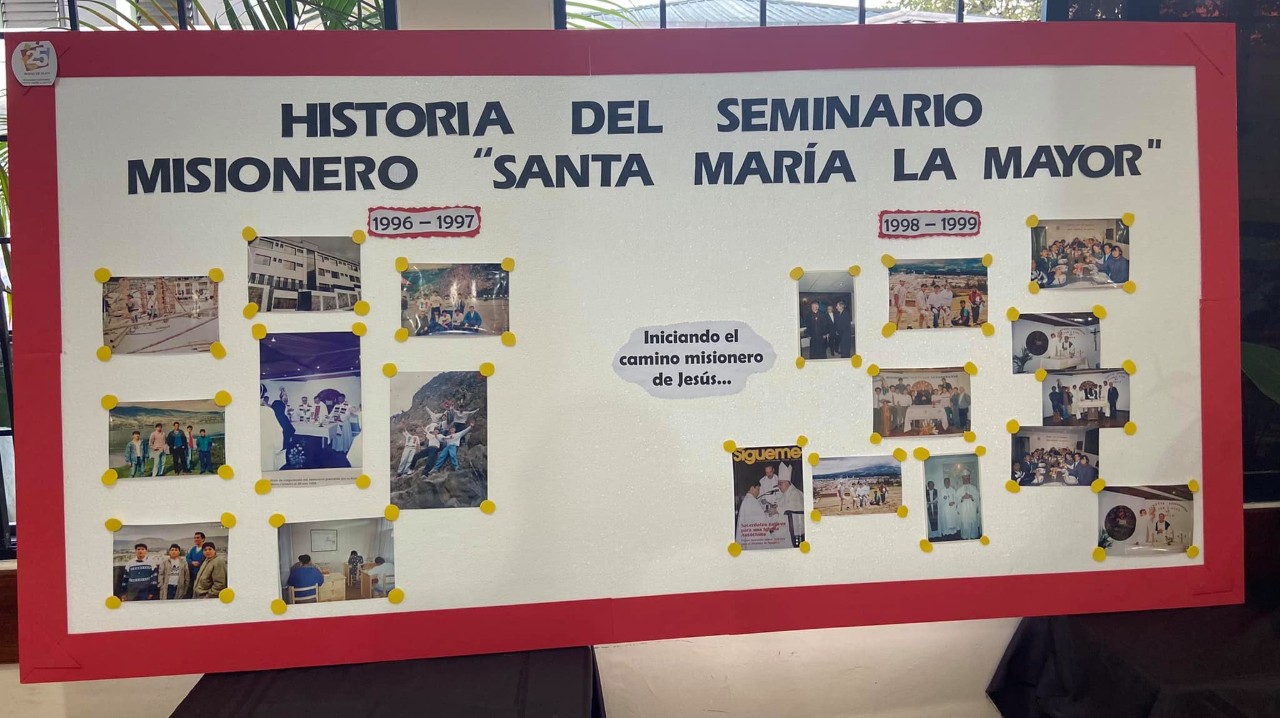 25
HISTORIA DEL SEMINARIO
MISIONERO “SANTA MARÍA LA MAYOR”
1996 – 1997
1998 – 1999
Iniciando el
camino misionero
de Jesús...
Sígueme